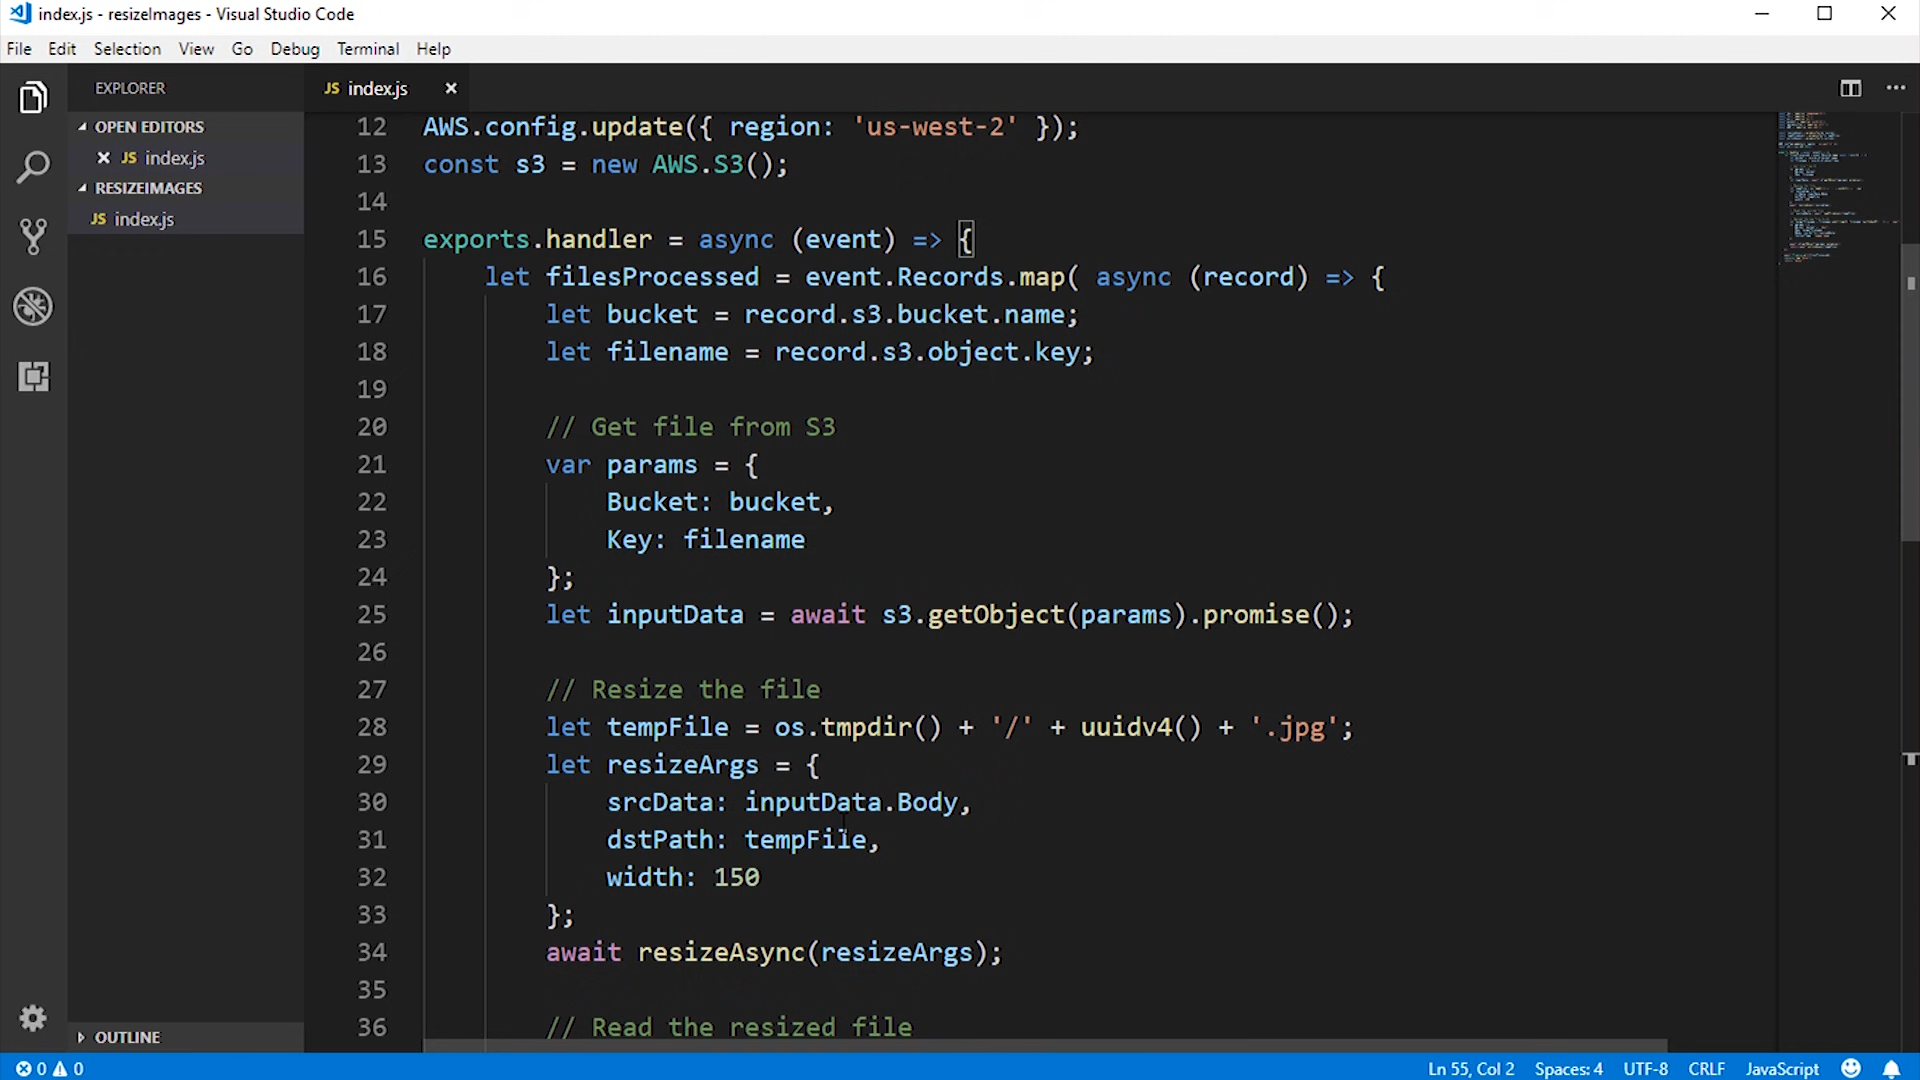 index.js - resizeImages - Visual Studio Code
File Edit Selection View Go Debug Terminal Help
EXPLORER
JS index.js ×
OPEN EDITORS
× JS index.js
RESIZEIMAGES
JS index.js
OUTLINE
12 AWS.config.update({ region: 'us-west-2' });
13 const s3 = new AWS.S3();
14
15 exports.handler = async (event) => {
16 let filesProcessed = event.Records.map( async (record) => {
17 let bucket = record.s3.bucket.name;
18 let filename = record.s3.object.key;
19
20 // Get file from S3
21 var params = {
22 Bucket: bucket,
23 Key: filename
24 };
25 let inputData = await s3.getObject(params).promise();
26
27 // Resize the file
28 let tempFile = os.tmpdir() + '/' + uuidv4() + '.jpg';
29 let resizeArgs = {
30 srcData: inputData.Body,
31 dstPath: tempFile,
32 width: 150
33 };
34 await resizeAsync(resizeArgs);
35
36 // Read the resized file
0 0 Ln 55, Col 2 Spaces: 4 UTF-8 CRLF JavaScript